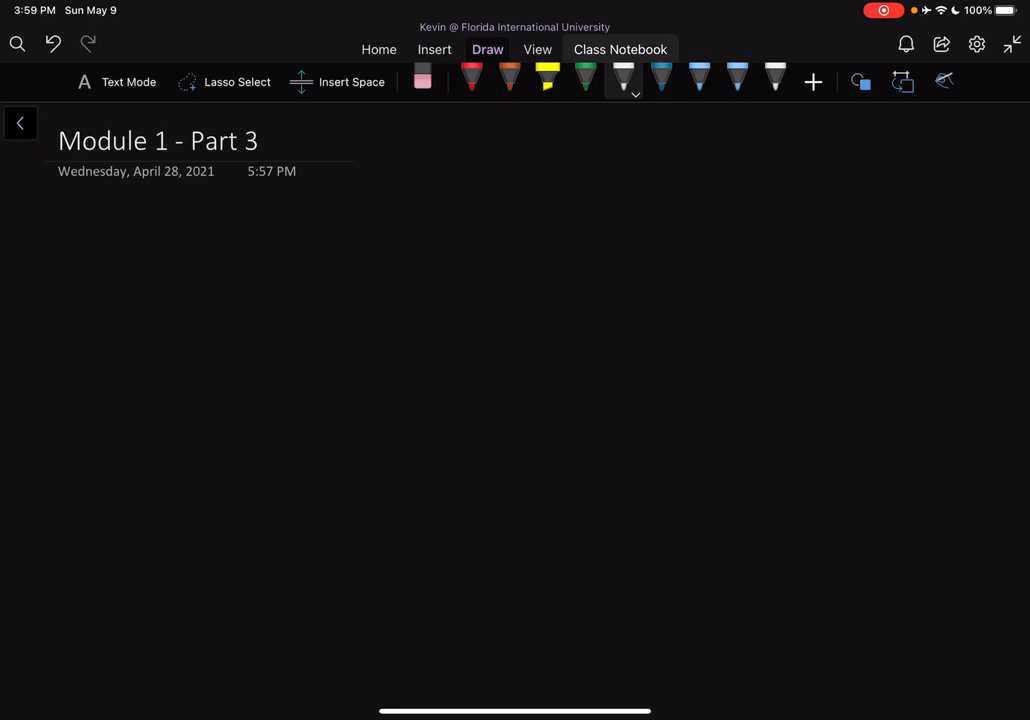 3:59 PM Sun May 9 100%
Kevin @ Florida International University
Home Insert Draw View Class Notebook
A Text Mode Lasso Select Insert Space
Module 1 - Part 3
Wednesday, April 28, 2021 5:57 PM